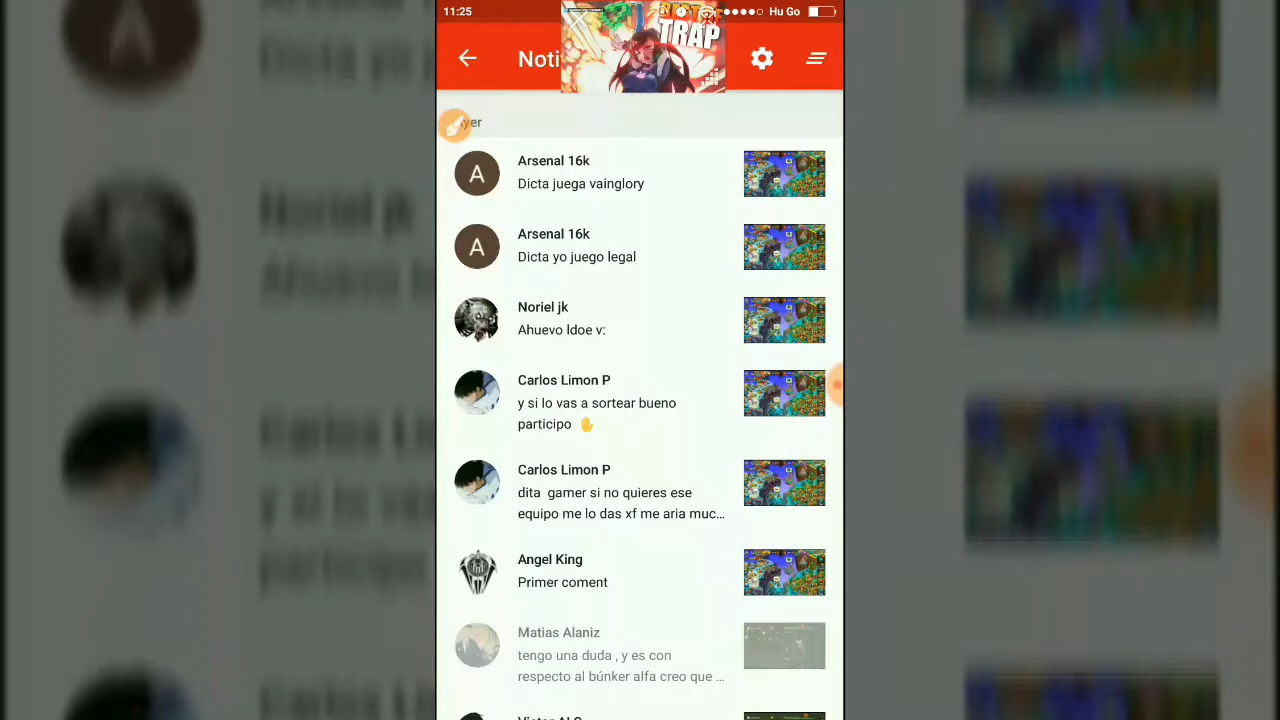 11:25
BEST OF
TRAP
Hu Go
Noti
yer
Arsenal 16k
Dicta juega vainglory
Arsenal 16k
Dicta yo juego legal
Noriel jk
Ahuevo ldoe v:
Carlos Limon P
y si lo vas a sortear bueno
participo ✋
Carlos Limon P
dita gamer si no quieres ese
equipo me lo das xf me aria muc...
Angel King
Primer coment
Matias Alaniz
tengo una duda , y es con
respecto al búnker alfa creo que ...